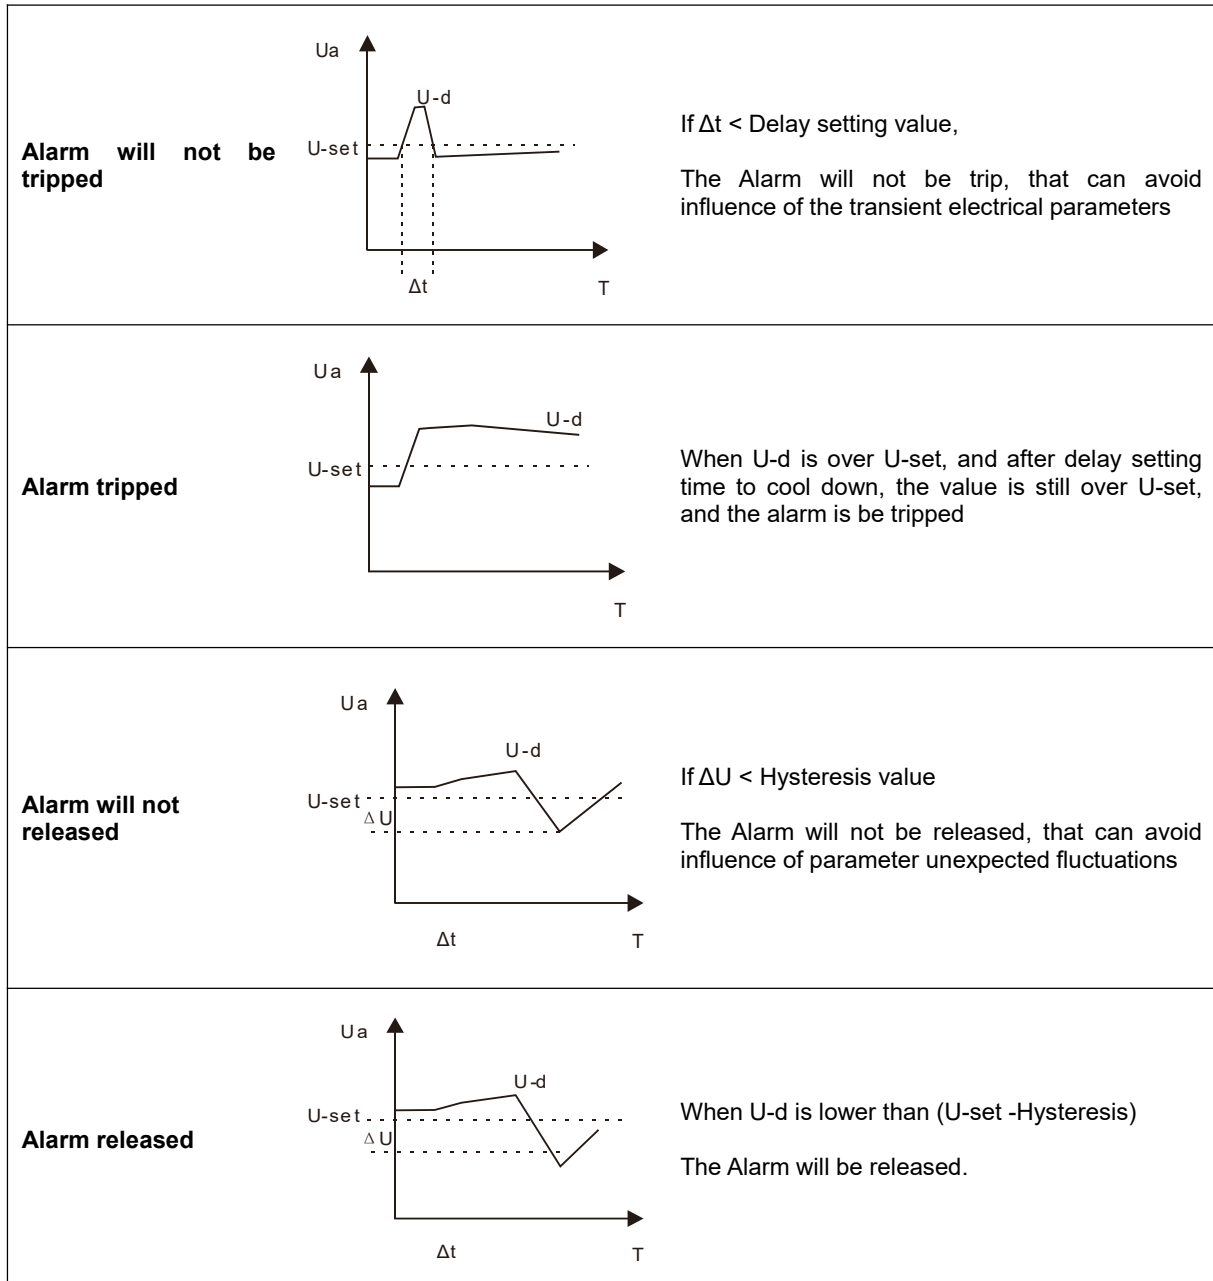 Ua
U-d
U-set
Alarm will not be
tripped
If Δt < Delay setting value,
The Alarm will not be trip, that can avoid
influence of the transient electrical parameters
Δt
T
Ua
U-d
U-set
Alarm tripped
When U-d is over U-set, and after delay setting
time to cool down, the value is still over U-set,
and the alarm is be tripped
T
Ua
U-d
U-set
ΔU
Alarm will not
released
If ΔU < Hysteresis value
The Alarm will not be released, that can avoid
influence of parameter unexpected fluctuations
Δt
T
Ua
U-d
U-set
ΔU
Alarm released
When U-d is lower than (U-set -Hysteresis)
The Alarm will be released.
Δt
T